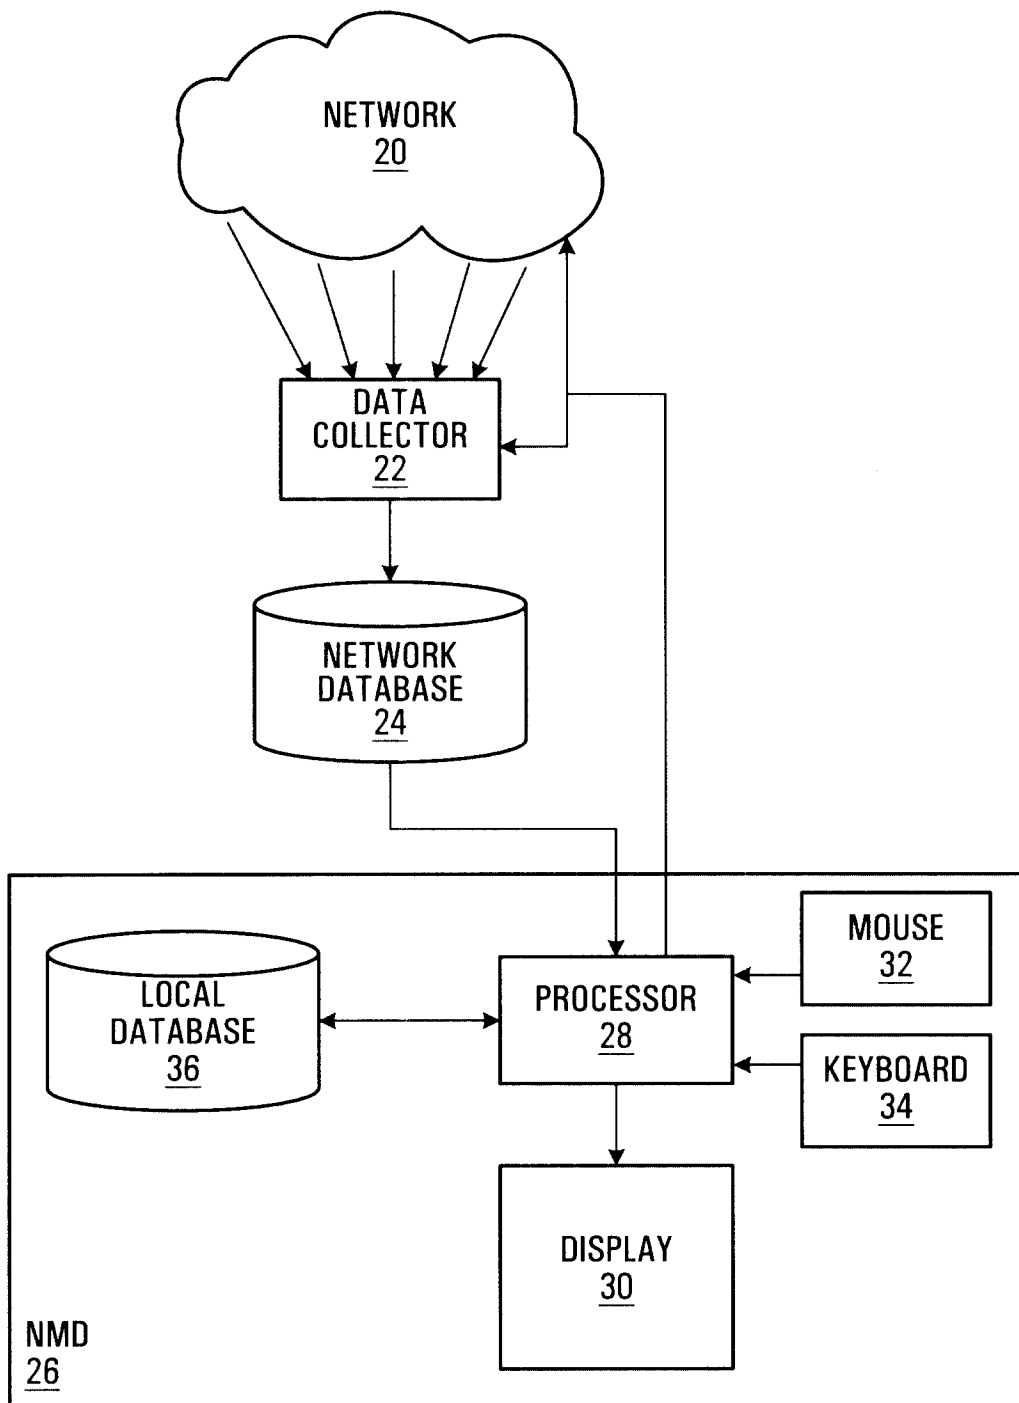 NETWORK
20
DATA
COLLECTOR
22
NETWORK
DATABASE
24
MOUSE
32
LOCAL
DATABASE
36
PROCESSOR
28
KEYBOARD
34
DISPLAY
30
NMD
26